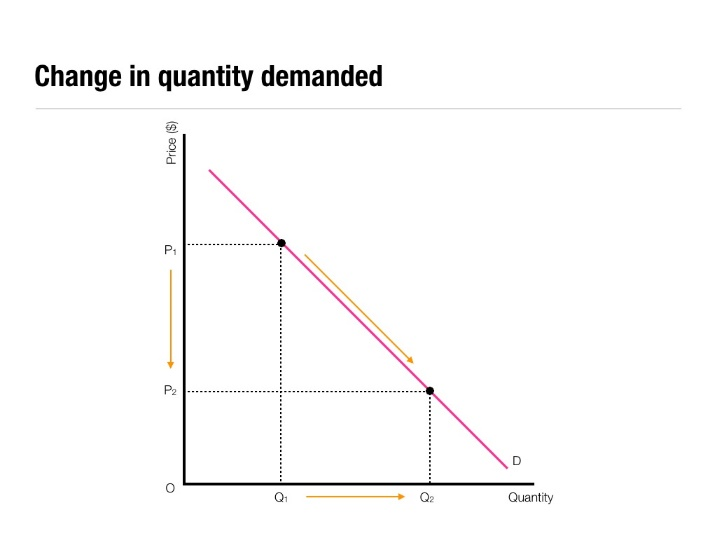 Change in quantity demanded
Price ($)
P₁
P₂
D
O
Q₁
Q₂
Quantity